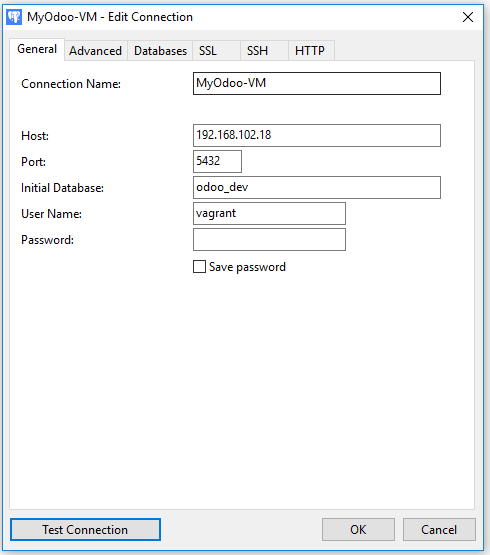 MyOdoo-VM - Edit Connection
General Advanced Databases SSL SSH HTTP
Connection Name: MyOdoo-VM
Host: 192.168.102.18
Port: 5432
Initial Database: odoo_dev
User Name: vagrant
Password:
Save password
Test Connection OK Cancel